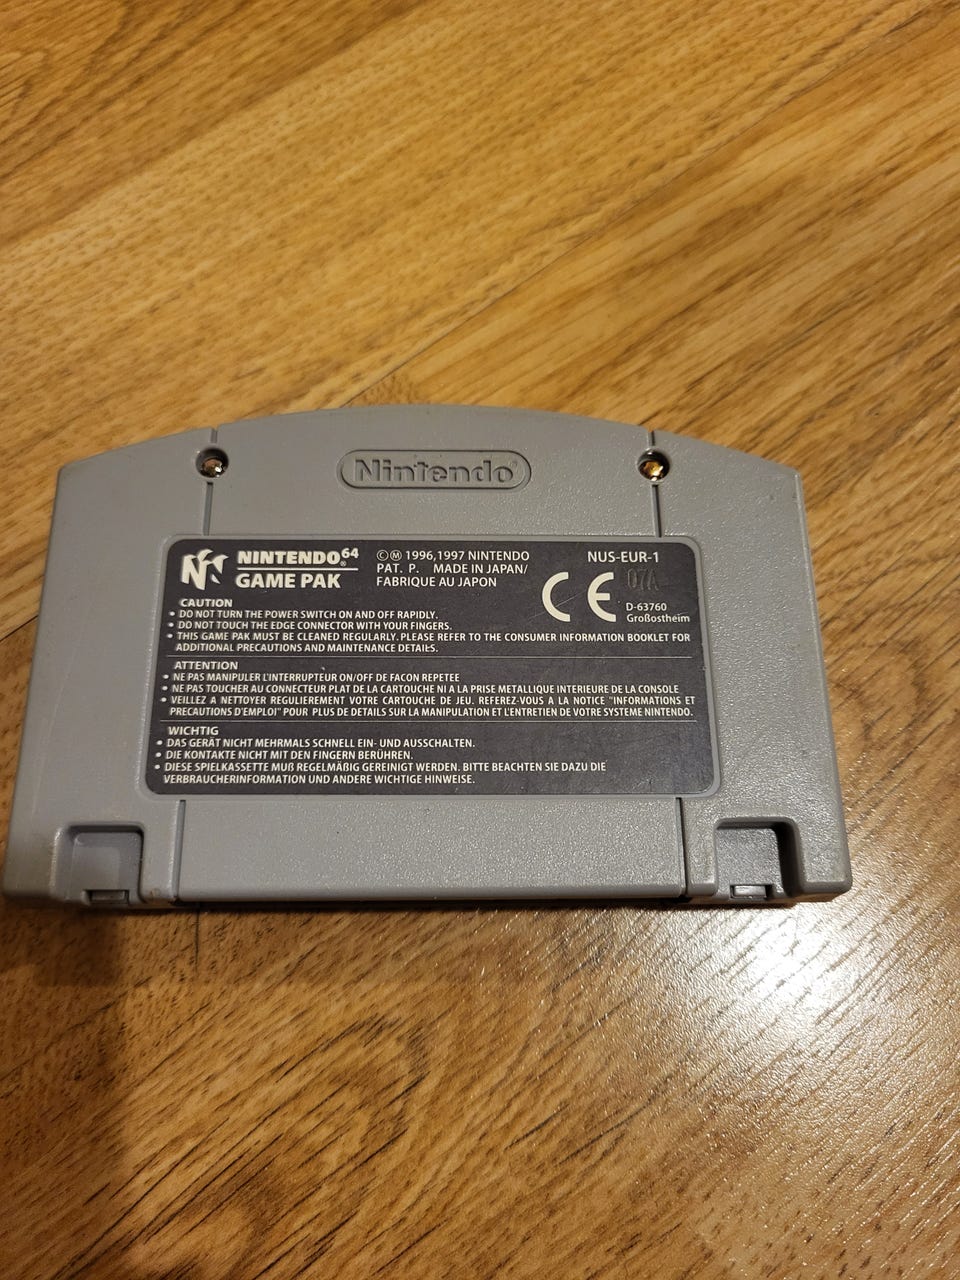 Nintendo®
NINTENDO64®
GAME PAK
©Ⓜ 1996,1997 NINTENDO
PAT. P. MADE IN JAPAN/
FABRIQUE AU JAPON
NUS-EUR-1
07A
CE
D-63760
Großostheim
CAUTION
• DO NOT TURN THE POWER SWITCH ON AND OFF RAPIDLY.
• DO NOT TOUCH THE EDGE CONNECTOR WITH YOUR FINGERS.
• THIS GAME PAK MUST BE CLEANED REGULARLY. PLEASE REFER TO THE CONSUMER INFORMATION BOOKLET FOR
ADDITIONAL PRECAUTIONS AND MAINTENANCE DETAILS.
ATTENTION
• NE PAS MANIPULER L'INTERRUPTEUR ON/OFF DE FACON REPETEE
• NE PAS TOUCHER AU CONNECTEUR PLAT DE LA CARTOUCHE NI A LA PRISE METALLIQUE INTERIEURE DE LA CONSOLE
• VEILLEZ A NETTOYER REGULIEREMENT VOTRE CARTOUCHE DE JEU. REFEREZ-VOUS A LA NOTICE "INFORMATIONS ET
PRECAUTIONS D'EMPLOI" POUR PLUS DE DETAILS SUR LA MANIPULATION ET L'ENTRETIEN DE VOTRE SYSTEME NINTENDO.
WICHTIG
• DAS GERÄT NICHT MEHRMALS SCHNELL EIN- UND AUSSCHALTEN.
• DIE KONTAKTE NICHT MIT DEN FINGERN BERÜHREN.
• DIESE SPIELKASSETTE MUß REGELMÄßIG GEREINIGT WERDEN. BITTE BEACHTEN SIE DAZU DIE
VERBRAUCHERINFORMATION UND ANDERE WICHTIGE HINWEISE.